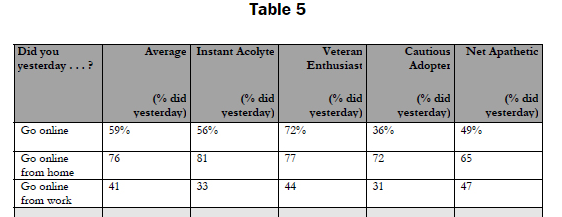 Table 5
Did you yesterday . . . ? Average Instant Acolyte Veteran Enthusiast Cautious Adopter Net Apathetic
(% did yesterday) (% did yesterday) (% did yesterday) (% did yesterday) (% did yesterday)
Go online 59% 56% 72% 36% 49%
Go online from home 76 81 77 72 65
Go online from work 41 33 44 31 47